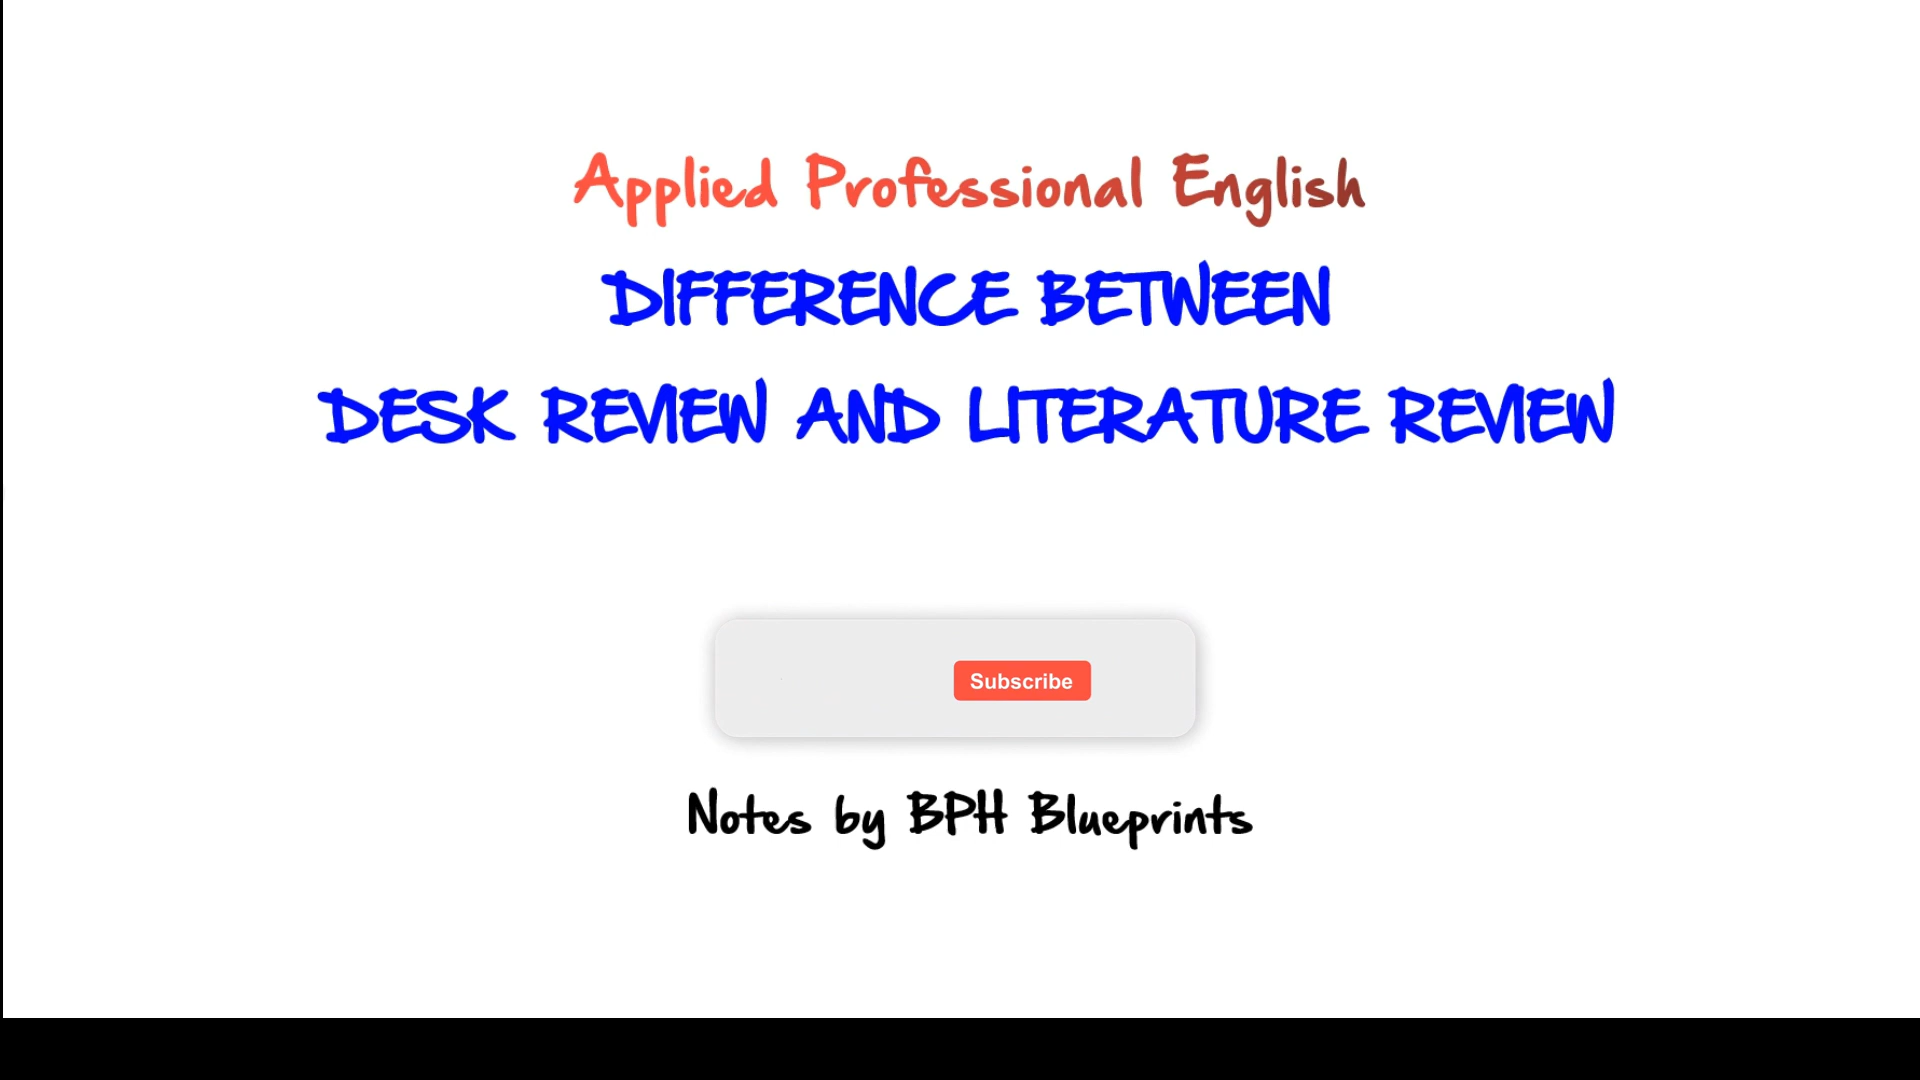 Applied Professional English
DIFFERENCE BETWEEN
DESK REVIEW AND LITERATURE REVIEW
Subscribe
Notes by BPH Blueprints